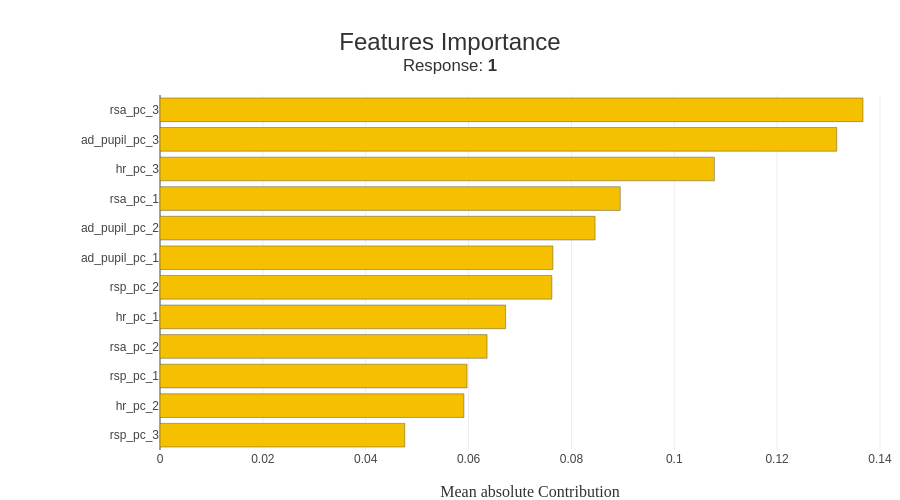 Features Importance
Response: 1
rsa_pc_3
ad_pupil_pc_3
hr_pc_3
rsa_pc_1
ad_pupil_pc_2
ad_pupil_pc_1
rsp_pc_2
hr_pc_1
rsa_pc_2
rsp_pc_1
hr_pc_2
rsp_pc_3
0 0.02 0.04 0.06 0.08 0.1 0.12 0.14
Mean absolute Contribution